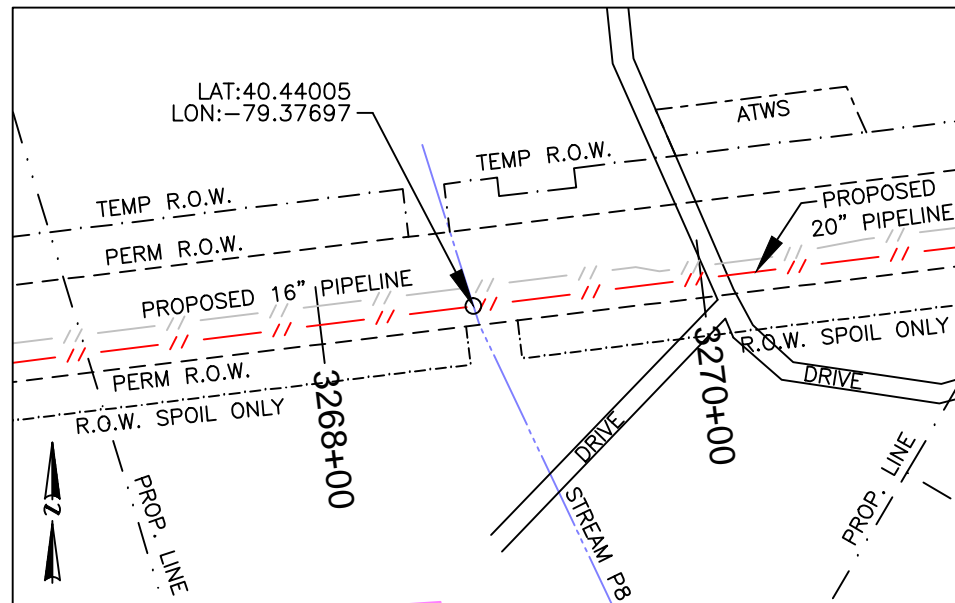 LAT:40.44005
LON:-79.37697
ATWS
TEMP R.O.W.
TEMP R.O.W.
PROPOSED
20" PIPELINE
PERM R.O.W.
PROPOSED 16" PIPELINE
R.O.W. SPOIL ONLY
PERM R.O.W.
DRIVE
R.O.W. SPOIL ONLY
3268+00
3270+00
DRIVE
PROP. LINE
PROP. LINE
STREAM P8
N